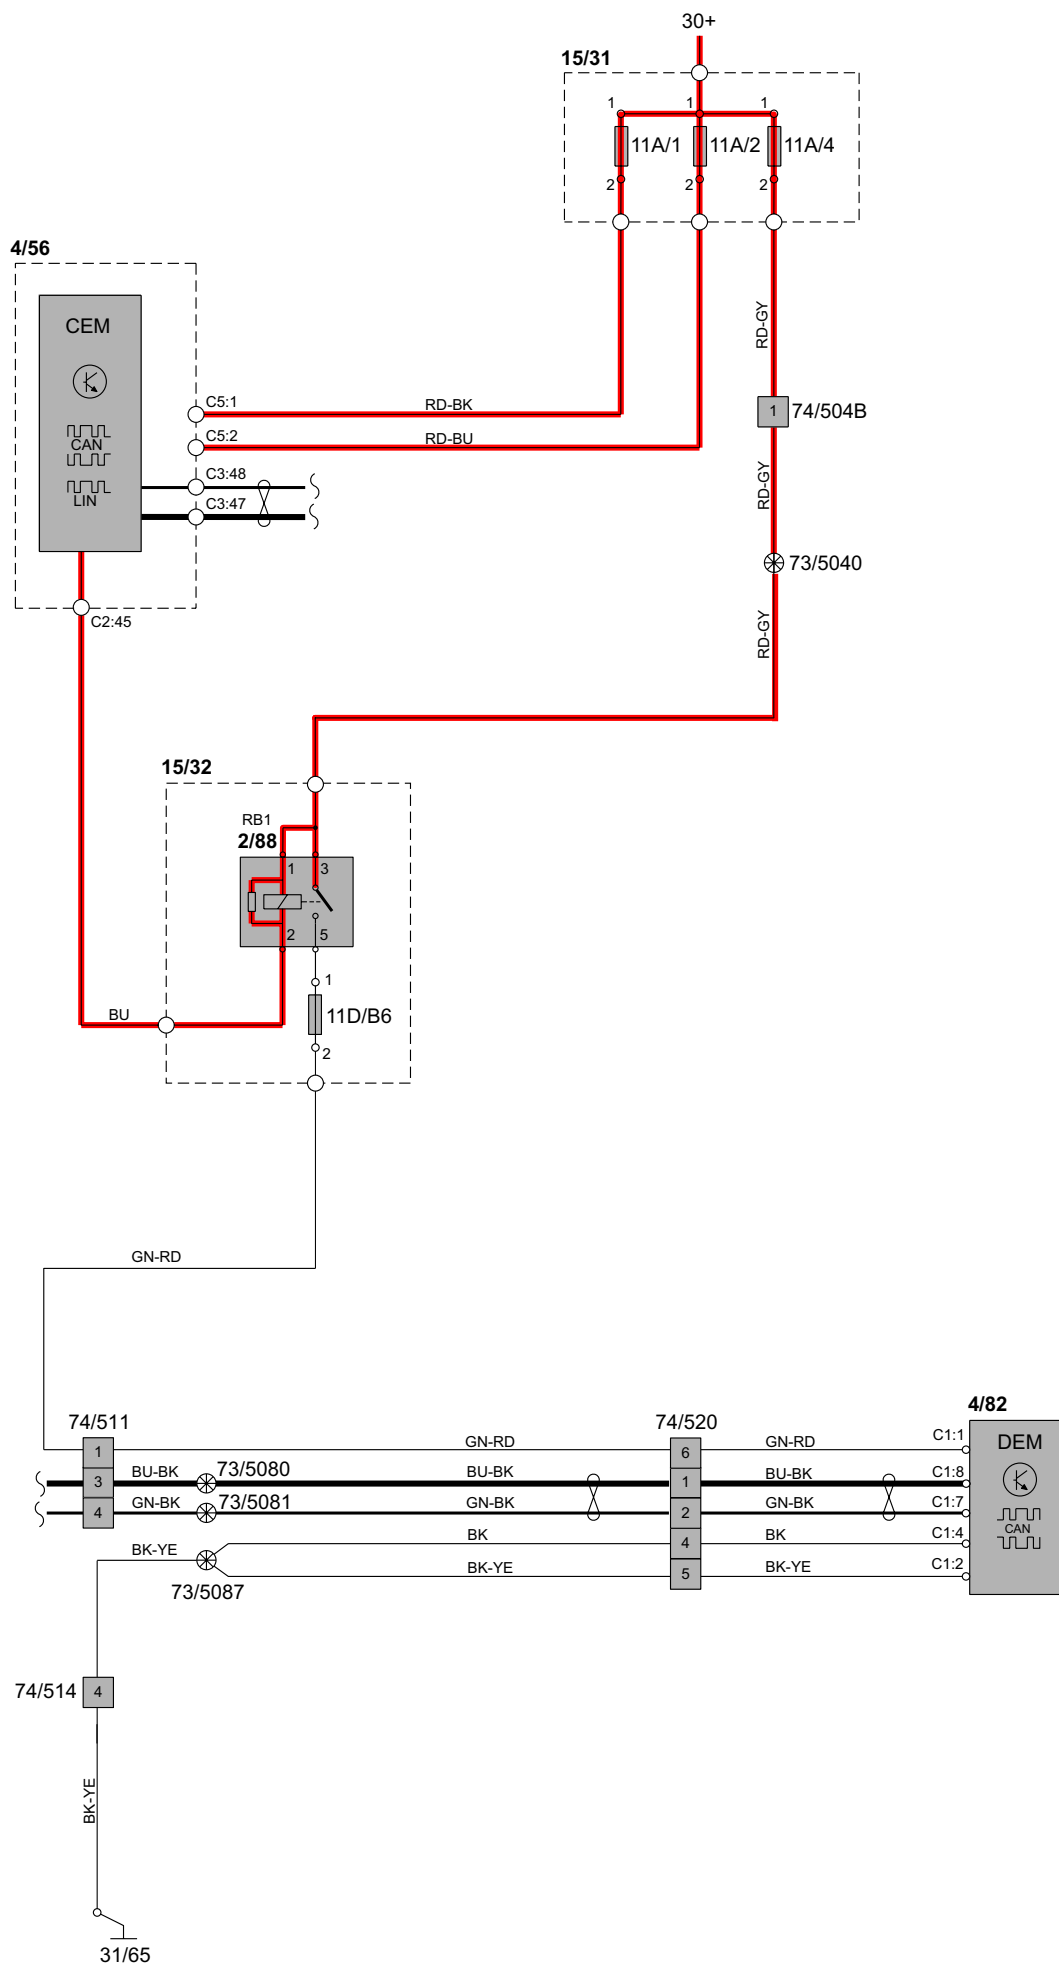 30+
15/31
1 1 1
11A/1 11A/2 11A/4
2 2 2
4/56
CEM
CAN
LIN
C5:1
RD-BK
C5:2
RD-BU
C3:48
C3:47
C2:45
RD-GY
1 74/504B
RD-GY
73/5040
RD-GY
15/32
RB1
2/88
1 3
2 5
1
11D/B6
2
BU
GN-RD
74/511 74/520 4/82
1 GN-RD 6 GN-RD C1:1 DEM
3 BU-BK 73/5080 BU-BK 1 BU-BK C1:8
4 GN-BK 73/5081 GN-BK 2 GN-BK C1:7
CAN
BK 4 BK C1:4
BK-YE 73/5087 BK-YE 5 BK-YE C1:2
74/514 4
BK-YE
31/65